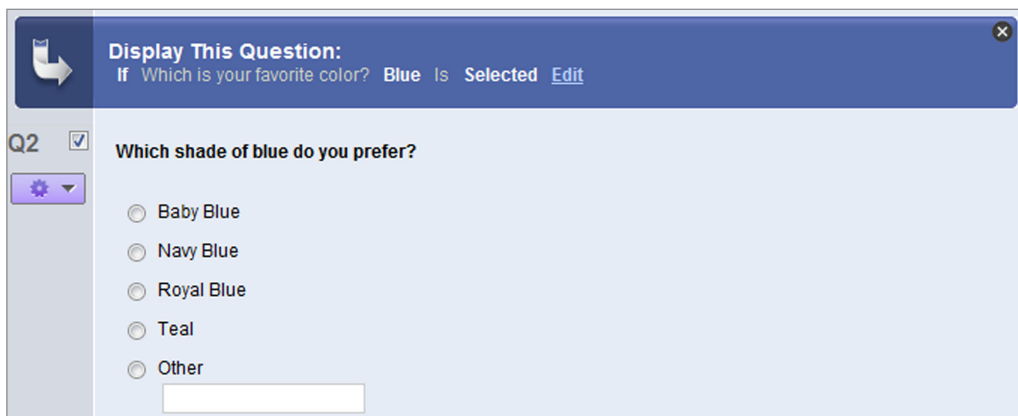 Display This Question:
If Which is your favorite color? Blue Is Selected Edit
Q2
Which shade of blue do you prefer?
Baby Blue
Navy Blue
Royal Blue
Teal
Other